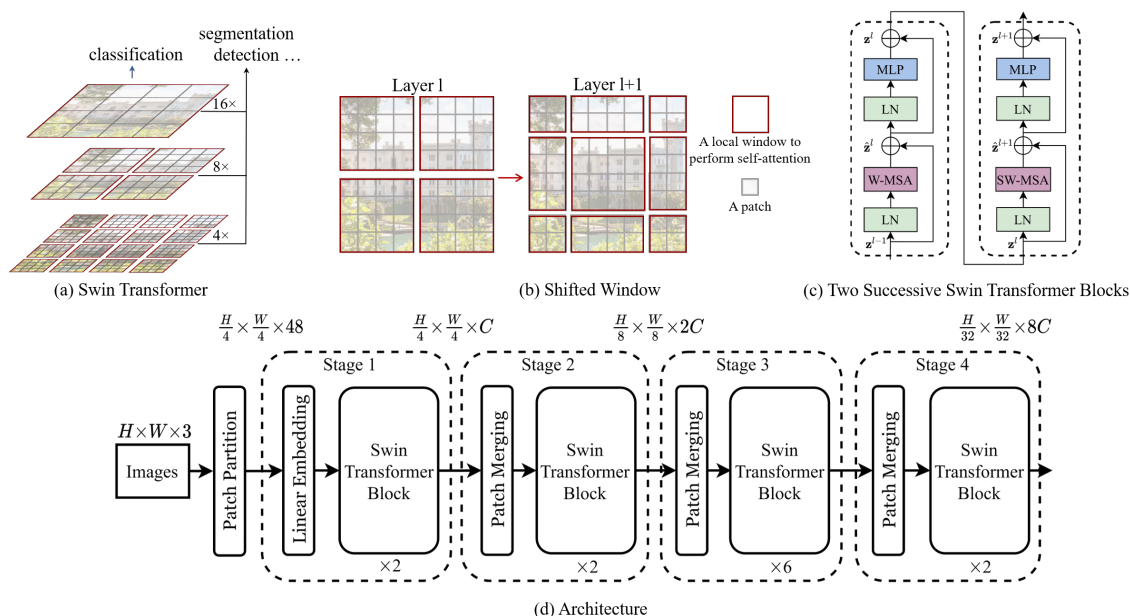 classification
segmentation
detection …
16×
8×
4×
(a) Swin Transformer
Layer l
Layer l+1
A local window to
perform self-attention
A patch
(b) Shifted Window
z^l
MLP
LN
ẑ^l
W-MSA
LN
z^{l-1}
z^{l+1}
MLP
LN
ẑ^{l+1}
SW-MSA
LN
z^l
(c) Two Successive Swin Transformer Blocks
H/4 × W/4 × 48
H/4 × W/4 × C
H/8 × W/8 × 2C
H/32 × W/32 × 8C
Stage 1
Stage 2
Stage 3
Stage 4
H×W×3
Images
Patch Partition
Linear Embedding
Swin
Transformer
Block
×2
Patch Merging
Swin
Transformer
Block
×2
Patch Merging
Swin
Transformer
Block
×6
Patch Merging
Swin
Transformer
Block
×2
(d) Architecture